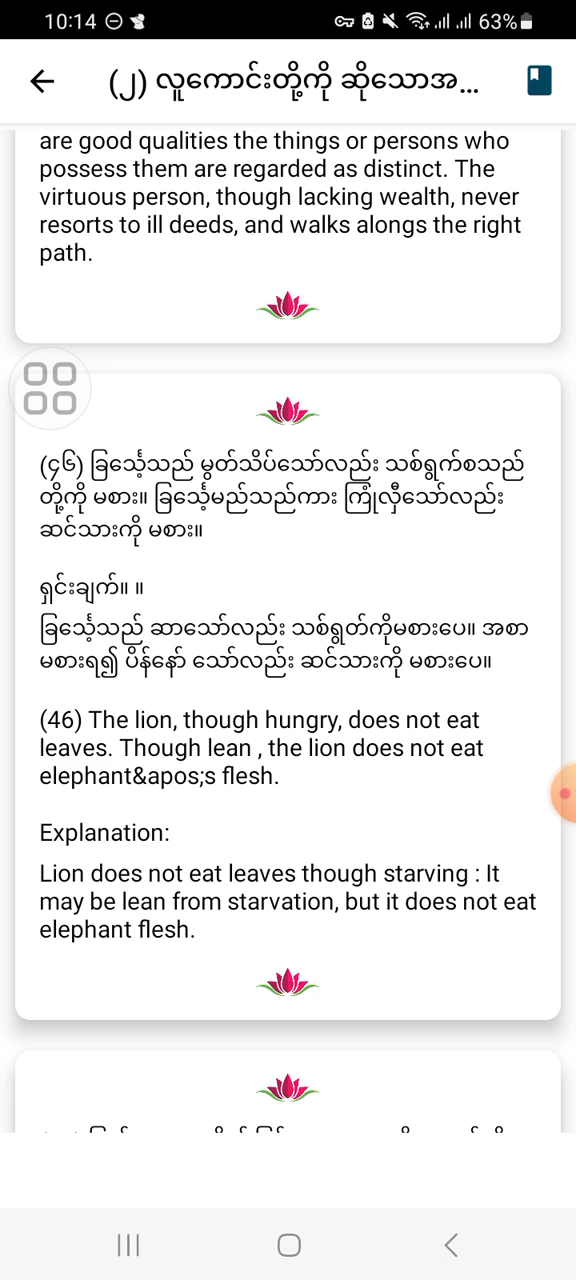 10:14
63%
(၂) လူကောင်းတို့ကို ဆိုသောအ...
are good qualities the things or persons who
possess them are regarded as distinct. The
virtuous person, though lacking wealth, never
resorts to ill deeds, and walks alongs the right
path.
(၄၆) ခြင်္သေ့သည် မွတ်သိပ်သော်လည်း သစ်ရွက်စသည်
တို့ကို မစား။ ခြင်္သေ့မည်သည်ကား ကြုံလှီသော်လည်း
ဆင်သားကို မစား။
ရှင်းချက်။ ။
ခြင်္သေ့သည် ဆာသော်လည်း သစ်ရွတ်ကိုမစားပေ။ အစာ
မစားရ၍ ပိန်နော် သော်လည်း ဆင်သားကို မစားပေ။
(46) The lion, though hungry, does not eat
leaves. Though lean , the lion does not eat
elephant&apos;s flesh.
Explanation:
Lion does not eat leaves though starving : It
may be lean from starvation, but it does not eat
elephant flesh.